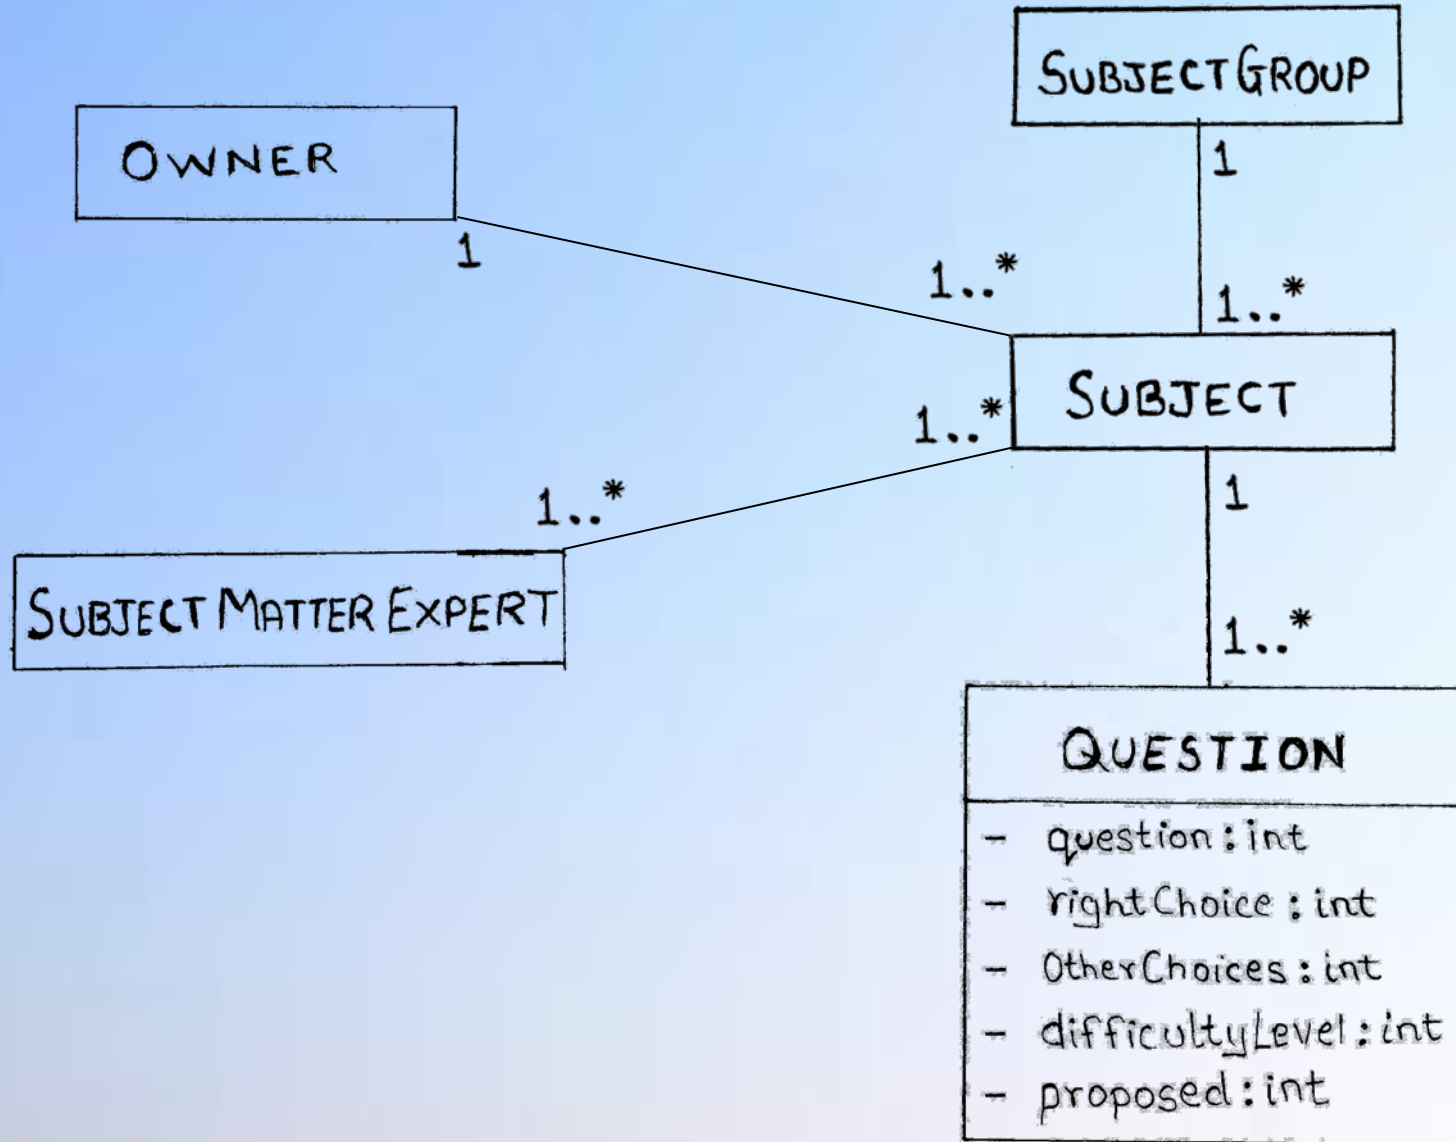 SUBJECTGROUP
OWNER
1
1
1..*
1..*
SUBJECT
1..*
1..*
1
SUBJECT MATTER EXPERT
1..*
QUESTION
- question : int
- rightChoice : int
- OtherChoices : int
- difficultyLevel : int
- proposed : int